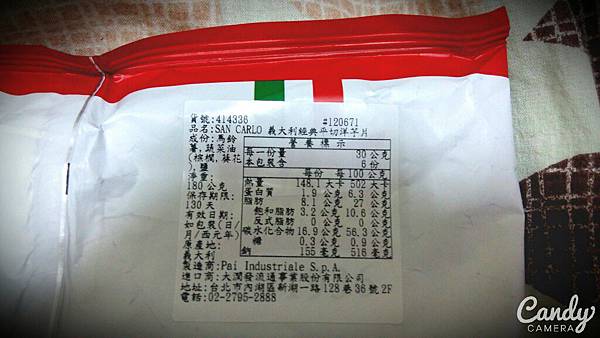 貨號:414336 #120671
品名:SAN CARLO 義大利經典平切洋芋片
成份:馬鈴
薯,蔬菜油
(棕櫚,葵花
),鹽
淨重:
180 公克
保存期限:
130 天
有效日期:
如包裝(日/
月/西元年)
原產地:
義大利
營養標示
每一份量 30 公克
本包裝含 6 份
每份 每 100 公克
熱量 148.1 大卡 502 大卡
蛋白質 1.9 公克 6.3 公克
脂肪 8.1 公克 27 公克
飽和脂肪 3.2 公克 10.6 公克
反式脂肪 0 公克 0 公克
碳水化合物 16.9 公克 56.3 公克
糖 0.3 公克 0.9 公克
鈉 155 毫克 516 毫克
製造商:Pai Industriale S.p.A.
進口商:大潤發流通事業股份有限公司
地址:台北市內湖區新湖一路128巷36號2F
電話:02-2795-2888
Candy
CAMERA